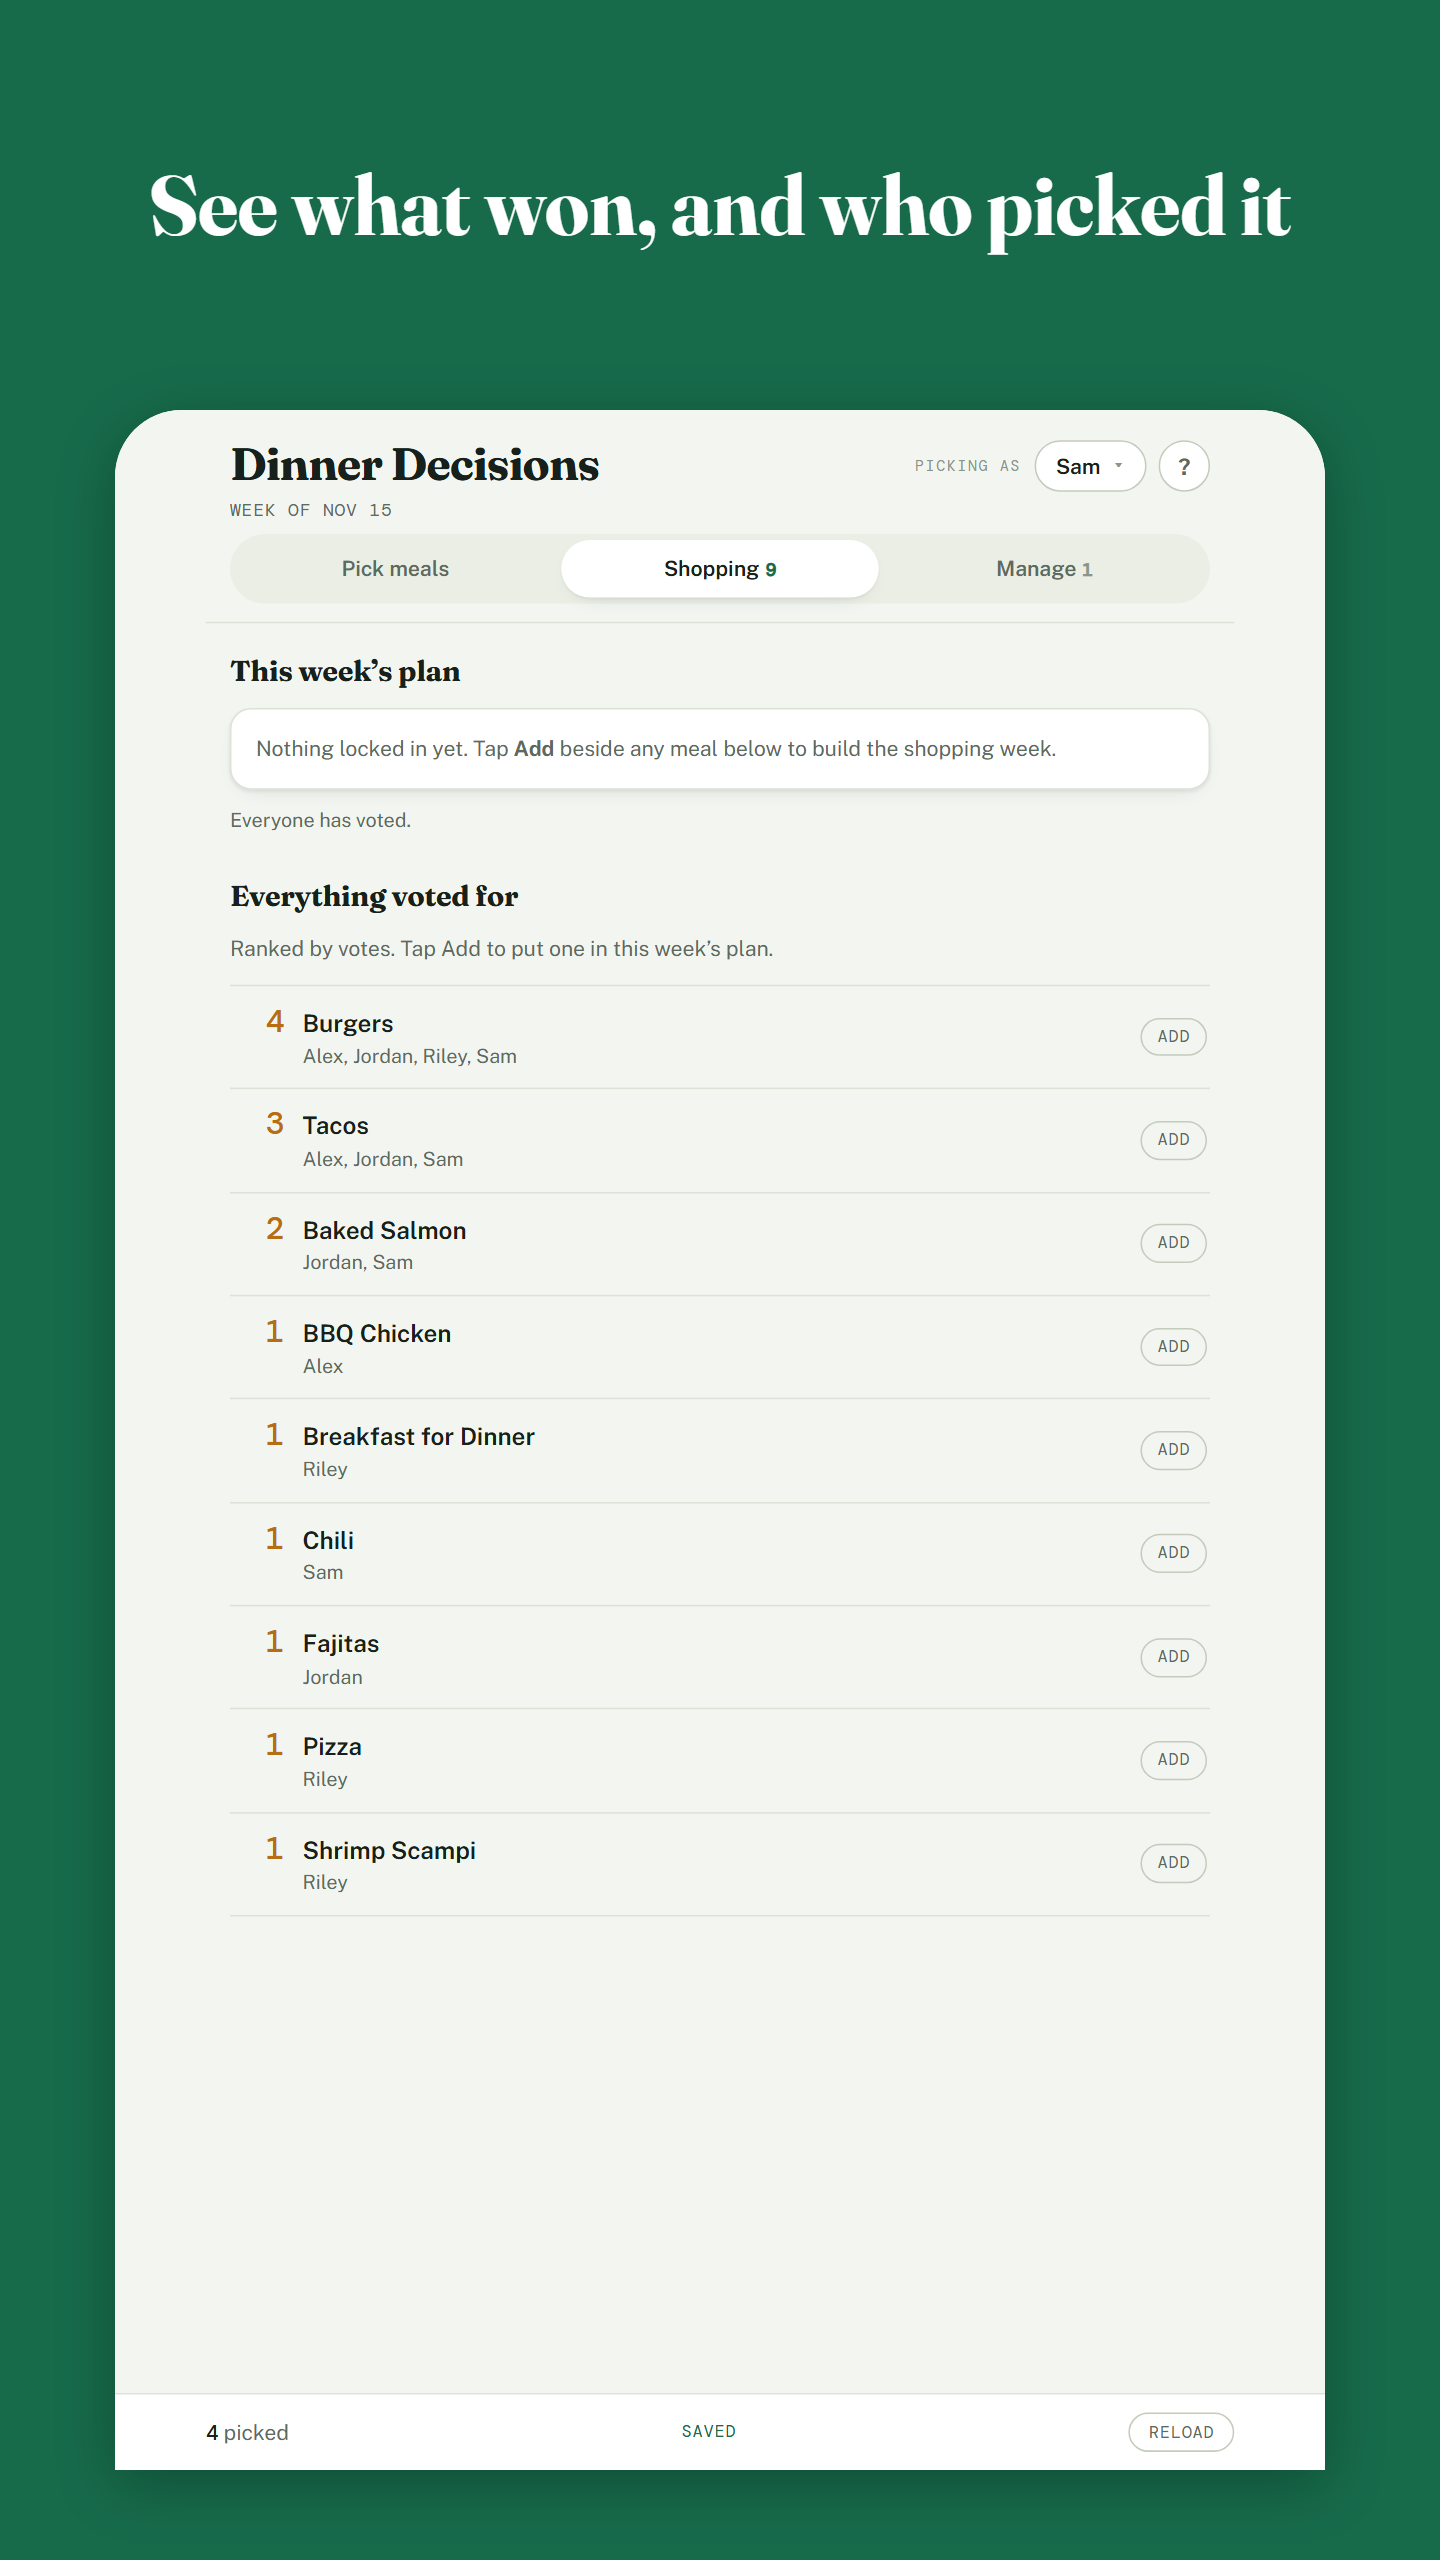 See what won, and who picked it
Dinner Decisions
PICKING AS Sam ?
WEEK OF NOV 15
Pick meals Shopping 9 Manage 1
This week’s plan
Nothing locked in yet. Tap Add beside any meal below to build the shopping week.
Everyone has voted.
Everything voted for
Ranked by votes. Tap Add to put one in this week’s plan.
4 Burgers ADD
Alex, Jordan, Riley, Sam
3 Tacos ADD
Alex, Jordan, Sam
2 Baked Salmon ADD
Jordan, Sam
1 BBQ Chicken ADD
Alex
1 Breakfast for Dinner ADD
Riley
1 Chili ADD
Sam
1 Fajitas ADD
Jordan
1 Pizza ADD
Riley
1 Shrimp Scampi ADD
Riley
4 picked SAVED RELOAD